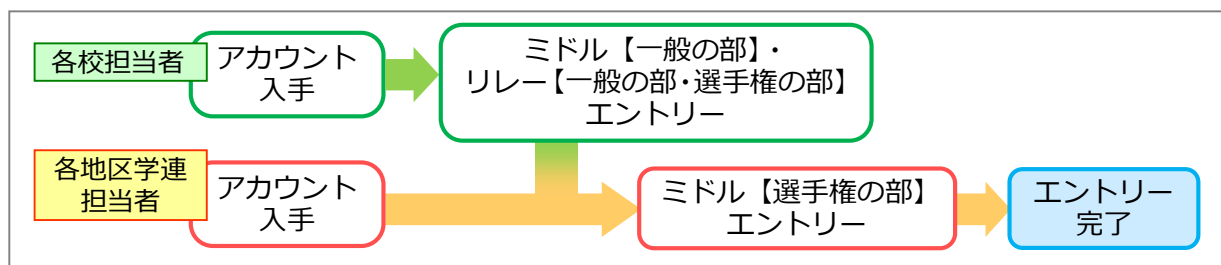 各校担当者
アカウント
入手
ミドル【一般の部】・
リレー【一般の部・選手権の部】
エントリー
各地区学連
担当者
アカウント
入手
ミドル【選手権の部】
エントリー
エントリー
完了